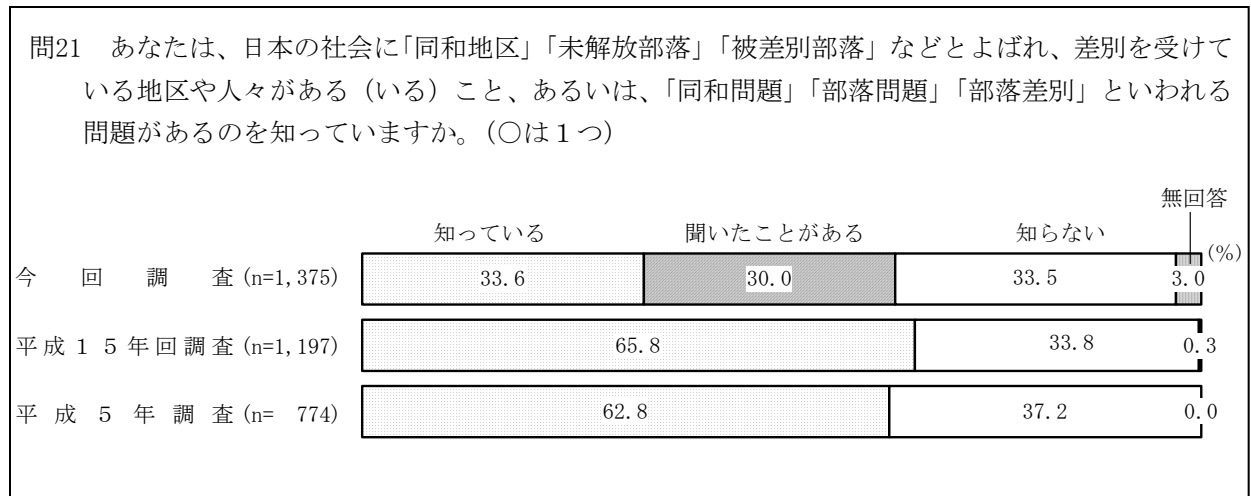 問21　あなたは、日本の社会に「同和地区」「未解放部落」「被差別部落」などとよばれ、差別を受けて
いる地区や人々がある（いる）こと、あるいは、「同和問題」「部落問題」「部落差別」といわれる
問題があるのを知っていますか。（○は１つ）
無回答
知っている　聞いたことがある　知らない
(%)
今回調査 (n=1,375) 33.6 30.0 33.5 3.0
平成１５年回調査 (n=1,197) 65.8 33.8 0.3
平成５年調査 (n= 774) 62.8 37.2 0.0